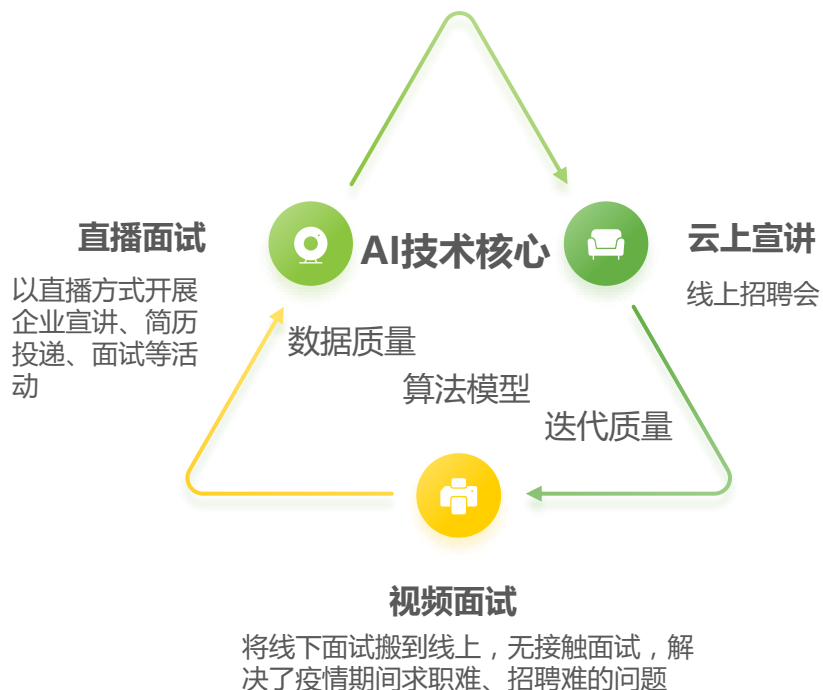 直播面试
以直播方式开展
企业宣讲、简历
投递、面试等活
动
AI技术核心
云上宣讲
线上招聘会
数据质量
算法模型
迭代质量
视频面试
将线下面试搬到线上，无接触面试，解
决了疫情期间求职难、招聘难的问题